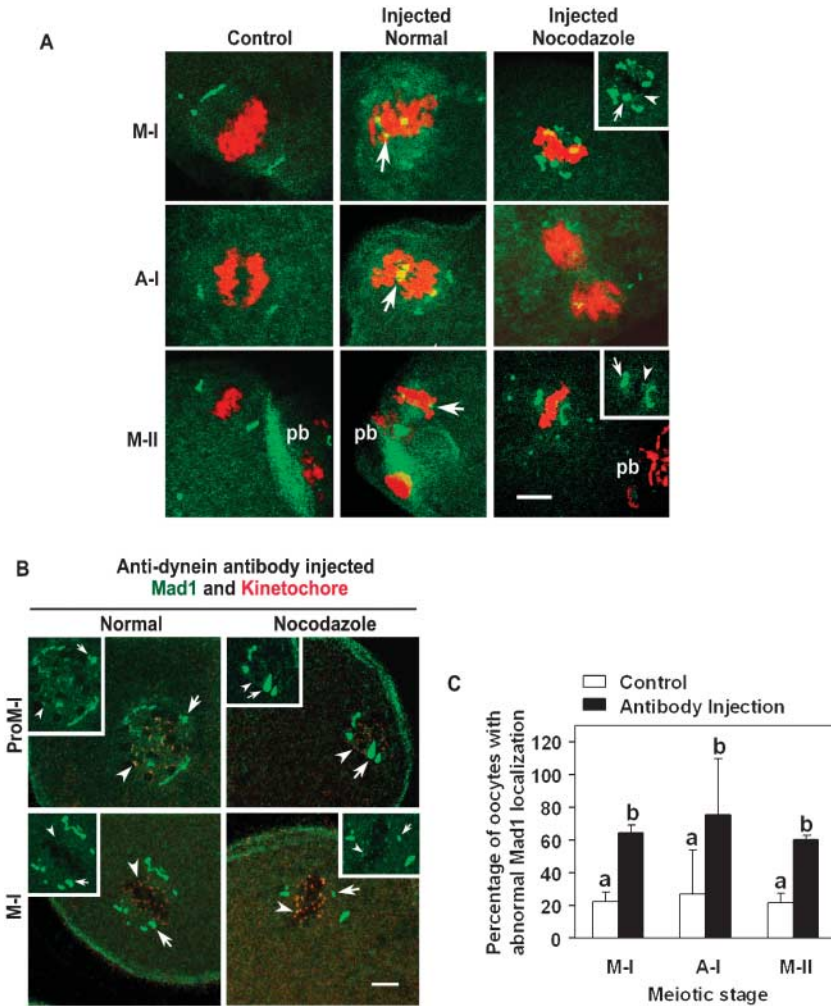 A
Control
Injected Normal
Injected Nocodazole
M-I
A-I
M-II
pb
pb
pb
B
Anti-dynein antibody injected
Mad1 and Kinetochore
Normal
Nocodazole
ProM-I
M-I
C
Control
Antibody Injection
Percentage of oocytes with abnormal Mad1 localization
120
100
80
60
40
20
0
a
b
a
b
a
b
M-I
A-I
M-II
Meiotic stage